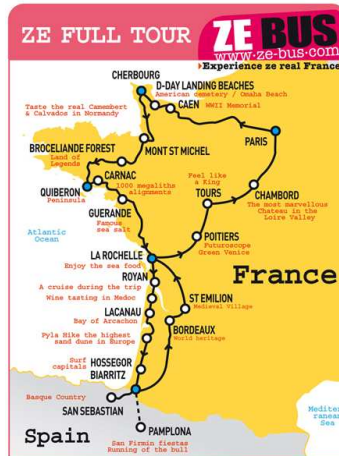 ZE FULL TOUR
ZE BUS
www.ze-bus.com
Experience ze real France
CHERBOURG
D-DAY LANDING BEACHES
American cemetery / Omaha Beach
CAEN
WWII Memorial
Taste the real Camembert
& Calvados in Normandy
PARIS
BROCELIANDE FOREST
Land of
Legends
MONT ST MICHEL
CARNAC
1000 megaliths
alignments
QUIBERON
Peninsula
Feel like
a King
TOURS
CHAMBORD
The most marvellous
Chateau in the
Loire Valley
GUERANDE
Famous
sea salt
Atlantic
Ocean
POITIERS
Futuroscope
Green Venice
LA ROCHELLE
Enjoy the sea food
France
ROYAN
A cruise during the trip
Wine tasting in Medoc
ST EMILION
Medieval Village
LACANAU
Bay of Arcachon
BORDEAUX
World heritage
Pyla Hike the highest
sand dune in Europe
Surf
capitals
HOSSEGOR
BIARRITZ
Basque Country
SAN SEBASTIAN
Mediter
ranean
Sea
Spain
PAMPLONA
San Firmin fiestas
Running of the bull